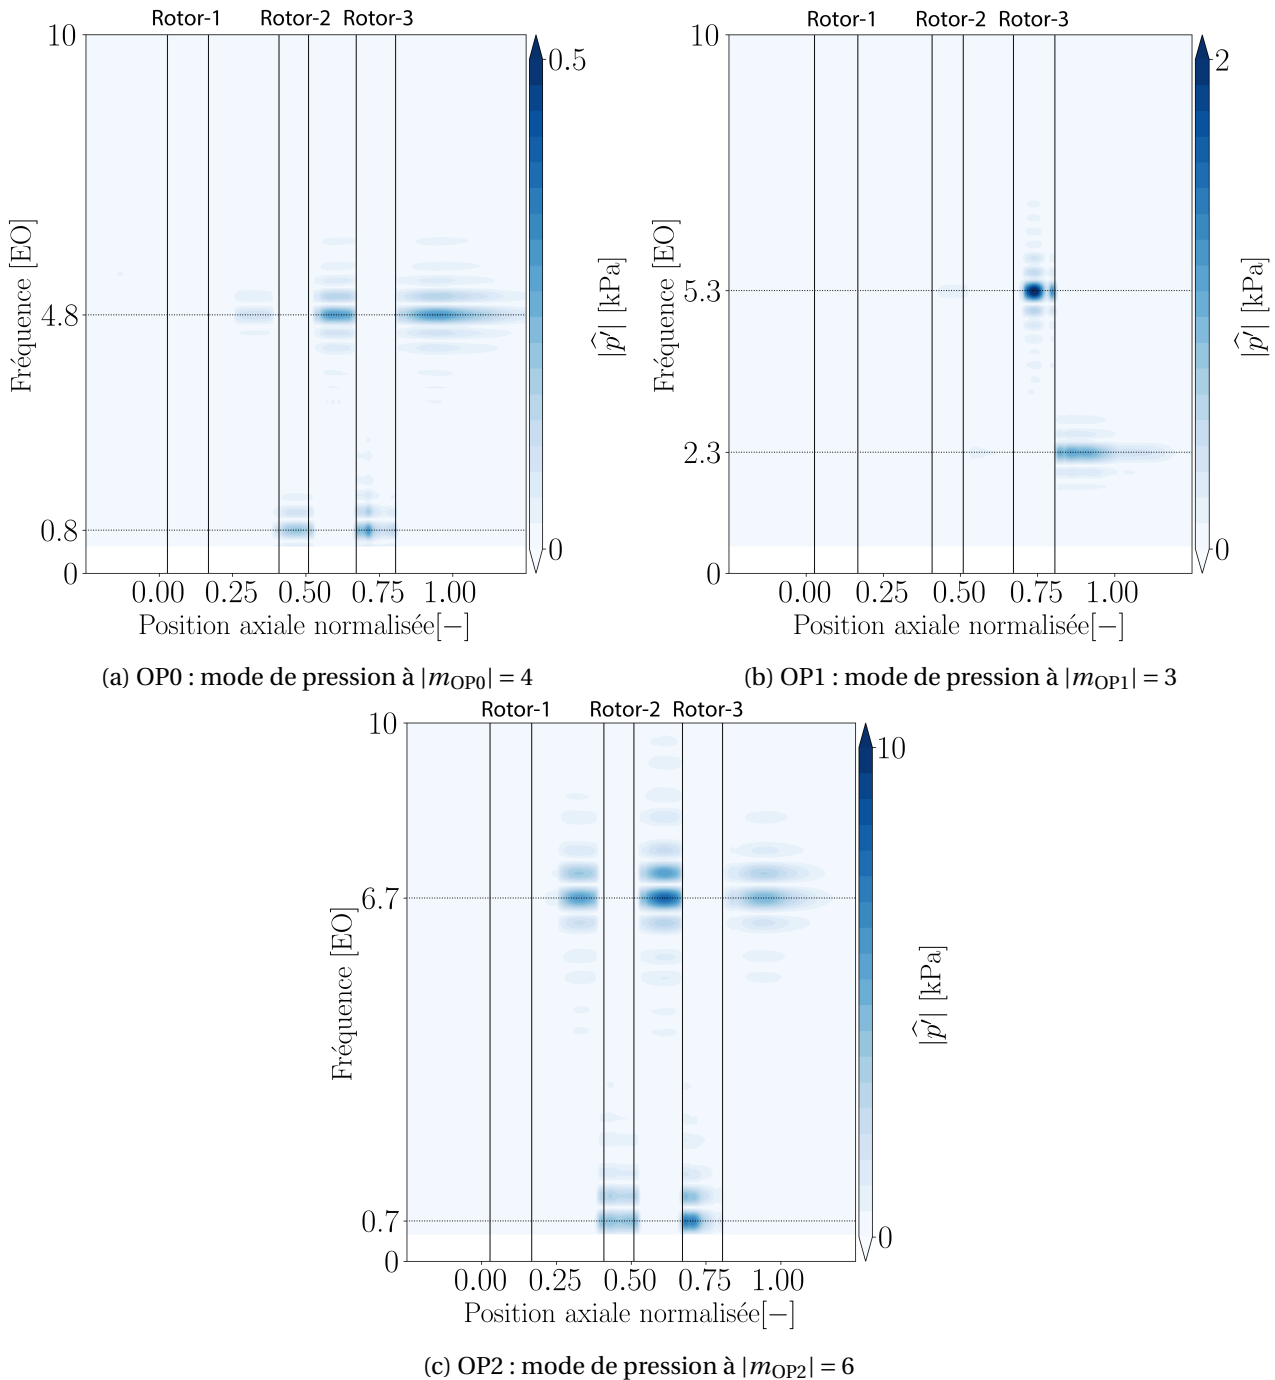 Rotor-1 Rotor-2 Rotor-3
10
4.8
0.8
0
0.00 0.25 0.50 0.75 1.00
Position axiale normalisée[−]
Fréquence [EO]
0.5
0
|p̂′| [kPa]
(a) OP0 : mode de pression à |m_OP0| = 4
Rotor-1 Rotor-2 Rotor-3
10
5.3
2.3
0
0.00 0.25 0.50 0.75 1.00
Position axiale normalisée[−]
Fréquence [EO]
2
0
|p̂′| [kPa]
(b) OP1 : mode de pression à |m_OP1| = 3
Rotor-1 Rotor-2 Rotor-3
10
6.7
0.7
0
0.00 0.25 0.50 0.75 1.00
Position axiale normalisée[−]
Fréquence [EO]
10
0
|p̂′| [kPa]
(c) OP2 : mode de pression à |m_OP2| = 6